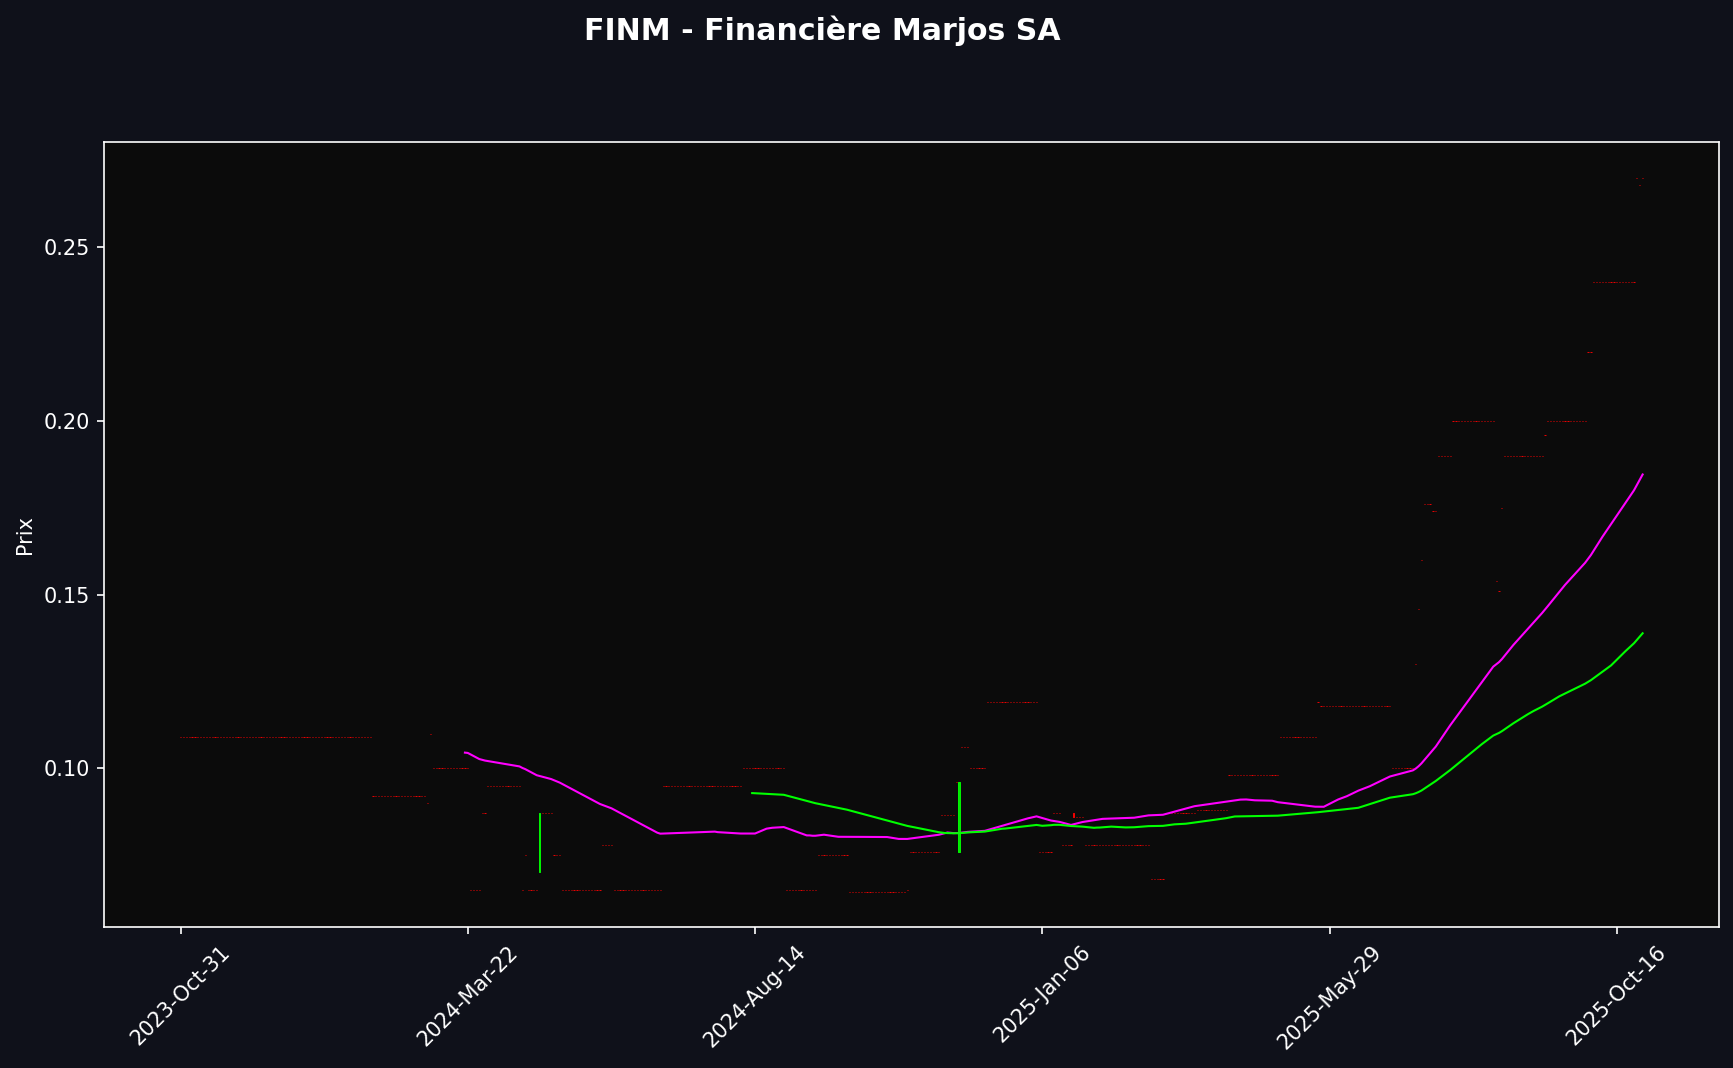 FINM - Financière Marjos SA
Prix
0.25
0.20
0.15
0.10
2023-Oct-31
2024-Mar-22
2024-Aug-14
2025-Jan-06
2025-May-29
2025-Oct-16